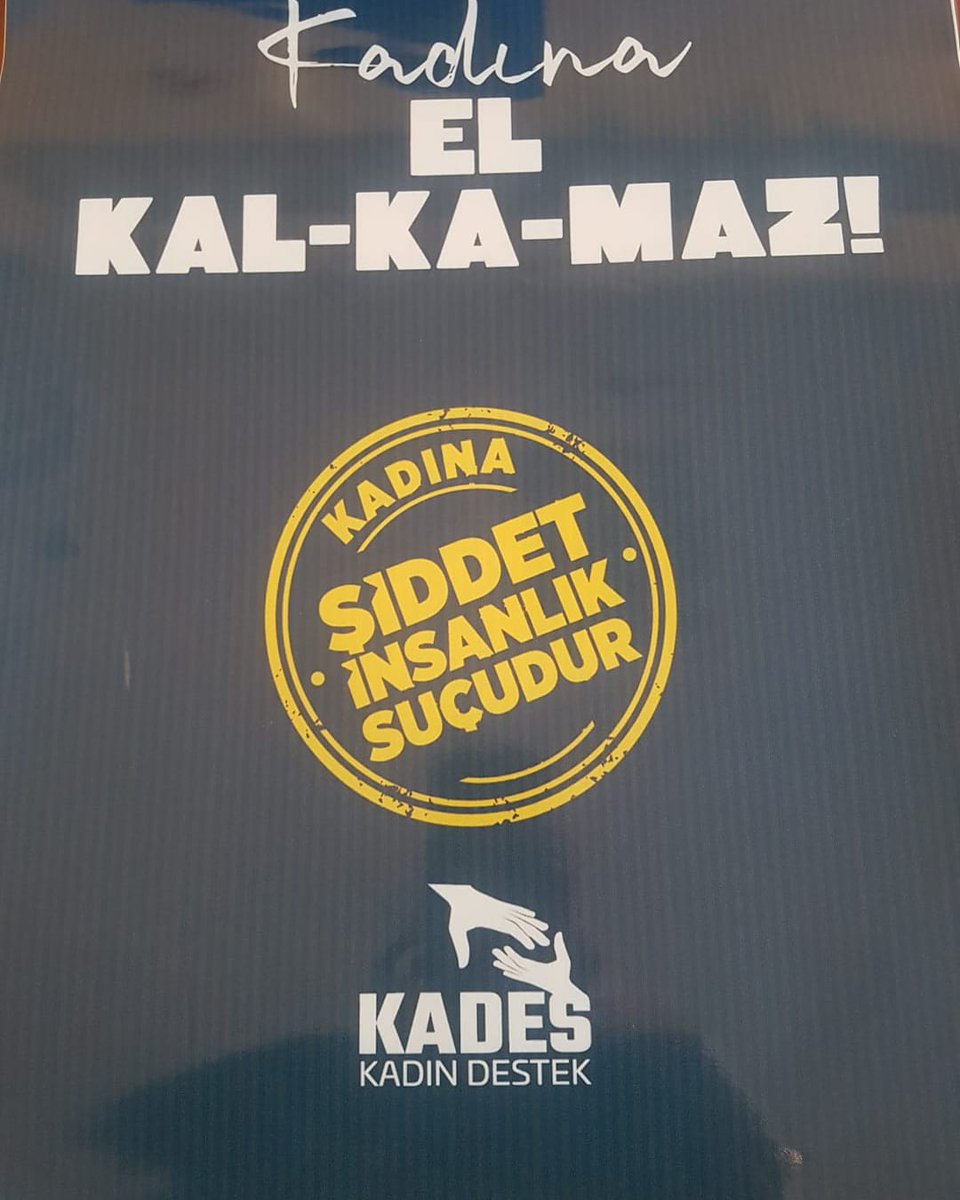 Kadına
EL
KAL-KA-MAZ!
KADINA
ŞİDDET
İNSANLIK
SUÇUDUR
KADES
KADIN DESTEK